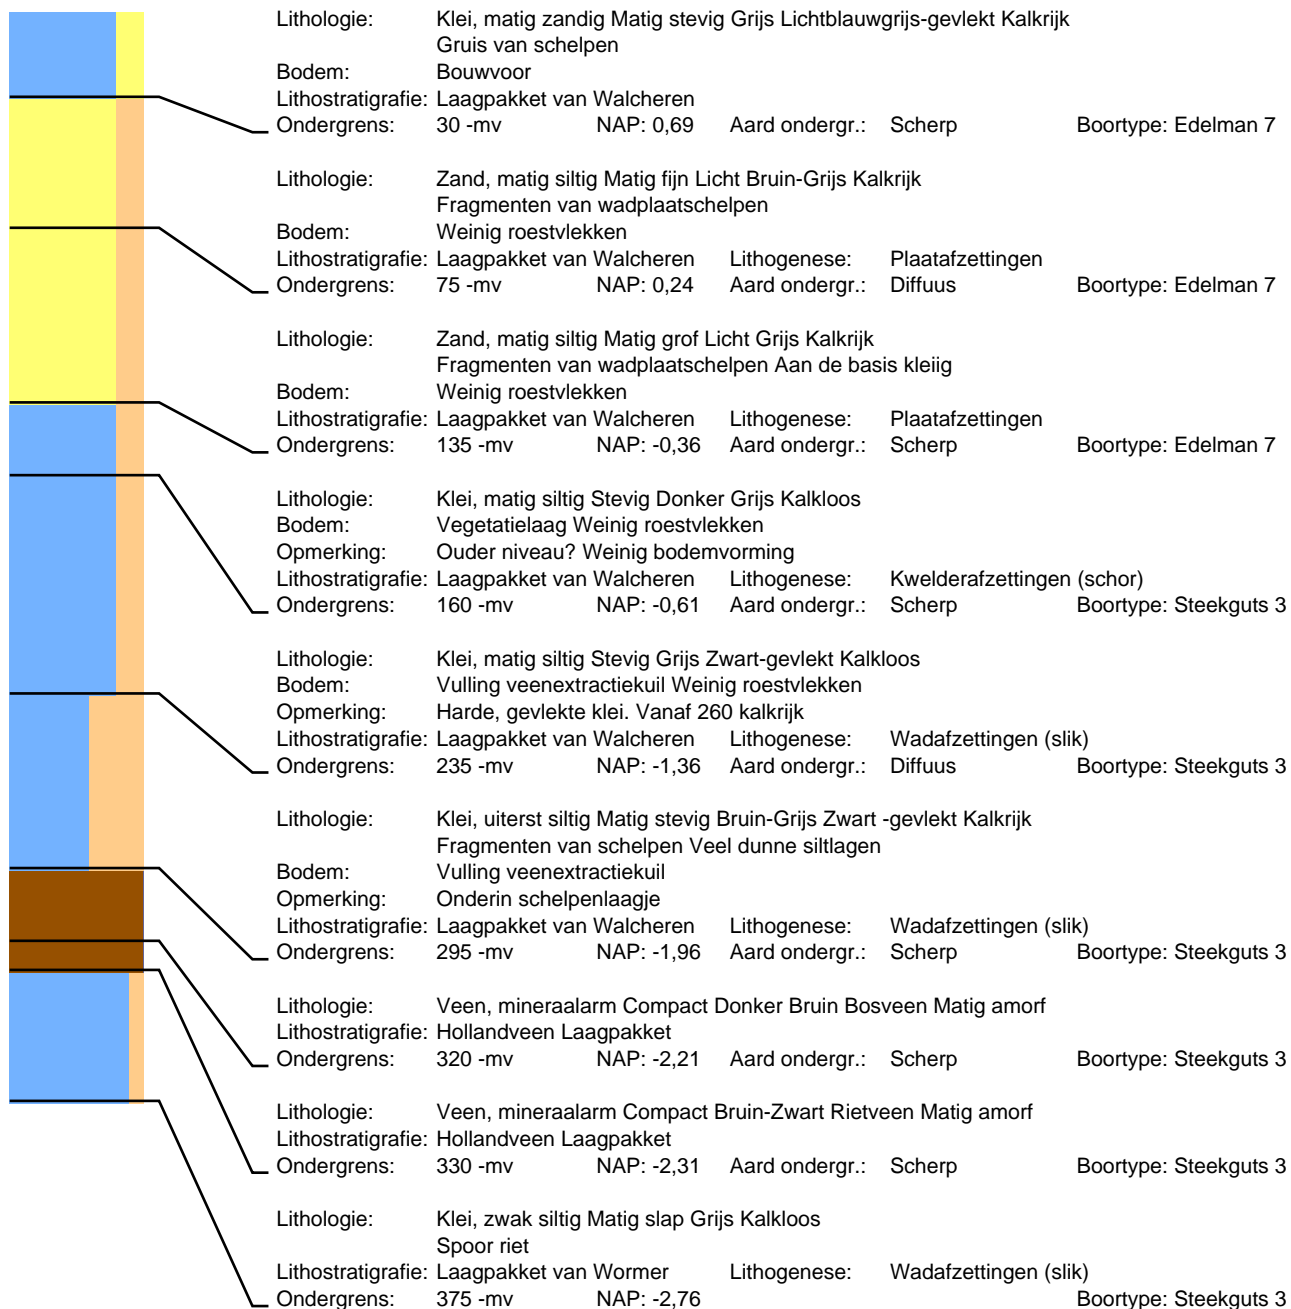 Lithologie: Klei, matig zandig Matig stevig Grijs Lichtblauwgrijs-gevlekt Kalkrijk
Gruis van schelpen
Bodem: Bouwvoor
Lithostratigrafie: Laagpakket van Walcheren
Ondergrens: 30 -mv NAP: 0,69 Aard ondergr.: Scherp Boortype: Edelman 7
Lithologie: Zand, matig siltig Matig fijn Licht Bruin-Grijs Kalkrijk
Fragmenten van wadplaatschelpen
Bodem: Weinig roestvlekken
Lithostratigrafie: Laagpakket van Walcheren Lithogenese: Plaatafzettingen
Ondergrens: 75 -mv NAP: 0,24 Aard ondergr.: Diffuus Boortype: Edelman 7
Lithologie: Zand, matig siltig Matig grof Licht Grijs Kalkrijk
Fragmenten van wadplaatschelpen Aan de basis kleiig
Bodem: Weinig roestvlekken
Lithostratigrafie: Laagpakket van Walcheren Lithogenese: Plaatafzettingen
Ondergrens: 135 -mv NAP: -0,36 Aard ondergr.: Scherp Boortype: Edelman 7
Lithologie: Klei, matig siltig Stevig Donker Grijs Kalkloos
Bodem: Vegetatielaag Weinig roestvlekken
Opmerking: Ouder niveau? Weinig bodemvorming
Lithostratigrafie: Laagpakket van Walcheren Lithogenese: Kwelderafzettingen (schor)
Ondergrens: 160 -mv NAP: -0,61 Aard ondergr.: Scherp Boortype: Steekguts 3
Lithologie: Klei, matig siltig Stevig Grijs Zwart-gevlekt Kalkloos
Bodem: Vulling veenextractiekuil Weinig roestvlekken
Opmerking: Harde, gevlekte klei. Vanaf 260 kalkrijk
Lithostratigrafie: Laagpakket van Walcheren Lithogenese: Wadafzettingen (slik)
Ondergrens: 235 -mv NAP: -1,36 Aard ondergr.: Diffuus Boortype: Steekguts 3
Lithologie: Klei, uiterst siltig Matig stevig Bruin-Grijs Zwart -gevlekt Kalkrijk
Fragmenten van schelpen Veel dunne siltlagen
Bodem: Vulling veenextractiekuil
Opmerking: Onderin schelpenlaagje
Lithostratigrafie: Laagpakket van Walcheren Lithogenese: Wadafzettingen (slik)
Ondergrens: 295 -mv NAP: -1,96 Aard ondergr.: Scherp Boortype: Steekguts 3
Lithologie: Veen, mineraalarm Compact Donker Bruin Bosveen Matig amorf
Lithostratigrafie: Hollandveen Laagpakket
Ondergrens: 320 -mv NAP: -2,21 Aard ondergr.: Scherp Boortype: Steekguts 3
Lithologie: Veen, mineraalarm Compact Bruin-Zwart Rietveen Matig amorf
Lithostratigrafie: Hollandveen Laagpakket
Ondergrens: 330 -mv NAP: -2,31 Aard ondergr.: Scherp Boortype: Steekguts 3
Lithologie: Klei, zwak siltig Matig slap Grijs Kalkloos
Spoor riet
Lithostratigrafie: Laagpakket van Wormer Lithogenese: Wadafzettingen (slik)
Ondergrens: 375 -mv NAP: -2,76 Boortype: Steekguts 3